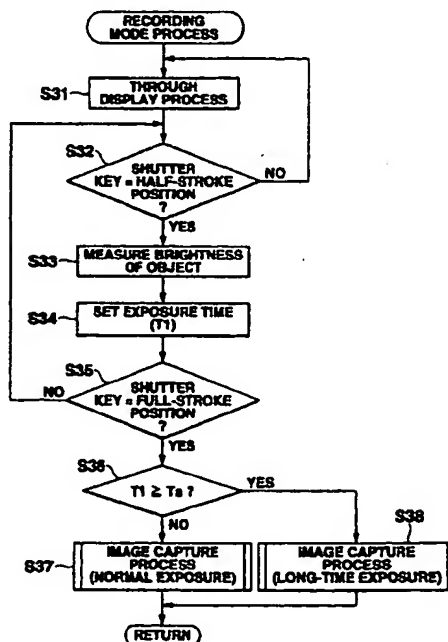 RECORDING
MODE PROCESS
S31
THROUGH
DISPLAY PROCESS
S32
SHUTTER
KEY = HALF-STROKE
POSITION
?
NO
YES
S33
MEASURE BRIGHTNESS
OF OBJECT
S34
SET EXPOSURE TIME
(T1)
S35
SHUTTER
KEY = FULL-STROKE
POSITION
?
NO
YES
S36
T1 ≥ Ts ?
YES
NO
S38
S37
IMAGE CAPTURE
PROCESS
(NORMAL EXPOSURE)
IMAGE CAPTURE
PROCESS
(LONG-TIME EXPOSURE)
RETURN